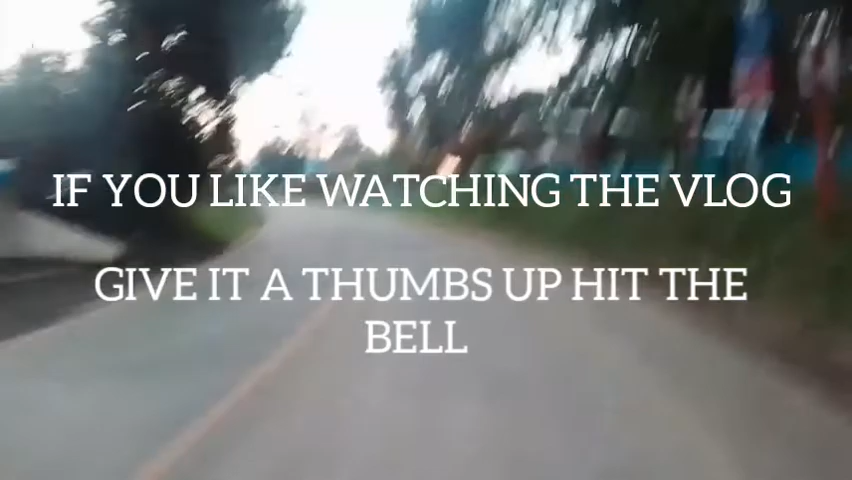 IF YOU LIKE WATCHING THE VLOG
GIVE IT A THUMBS UP HIT THE
BELL